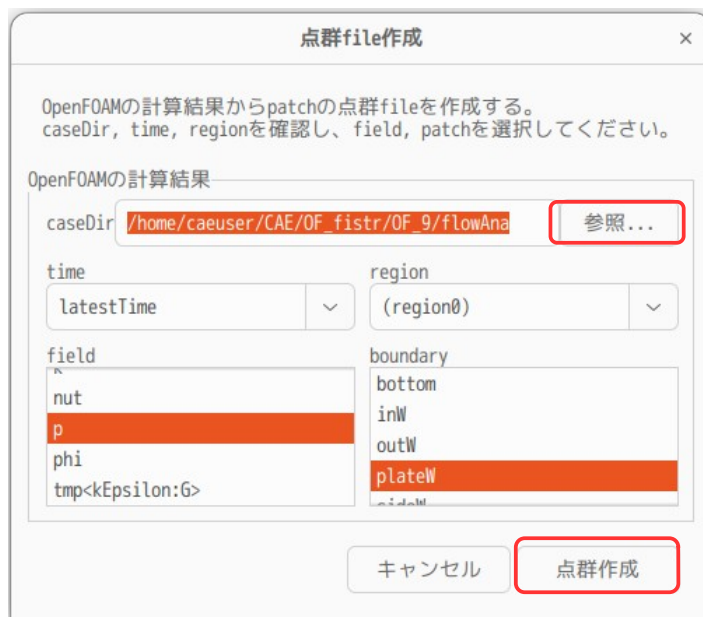 点群file作成
×
OpenFOAMの計算結果からpatchの点群fileを作成する。
caseDir, time, regionを確認し、field, patchを選択してください。
OpenFOAMの計算結果
caseDir /home/caeuser/CAE/OF_fistr/OF_9/flowAna 参照...
time region
latestTime (region0)
field boundary
nut
p
phi
tmp<kEpsilon:G>
bottom
inW
outW
plateW
キャンセル 点群作成